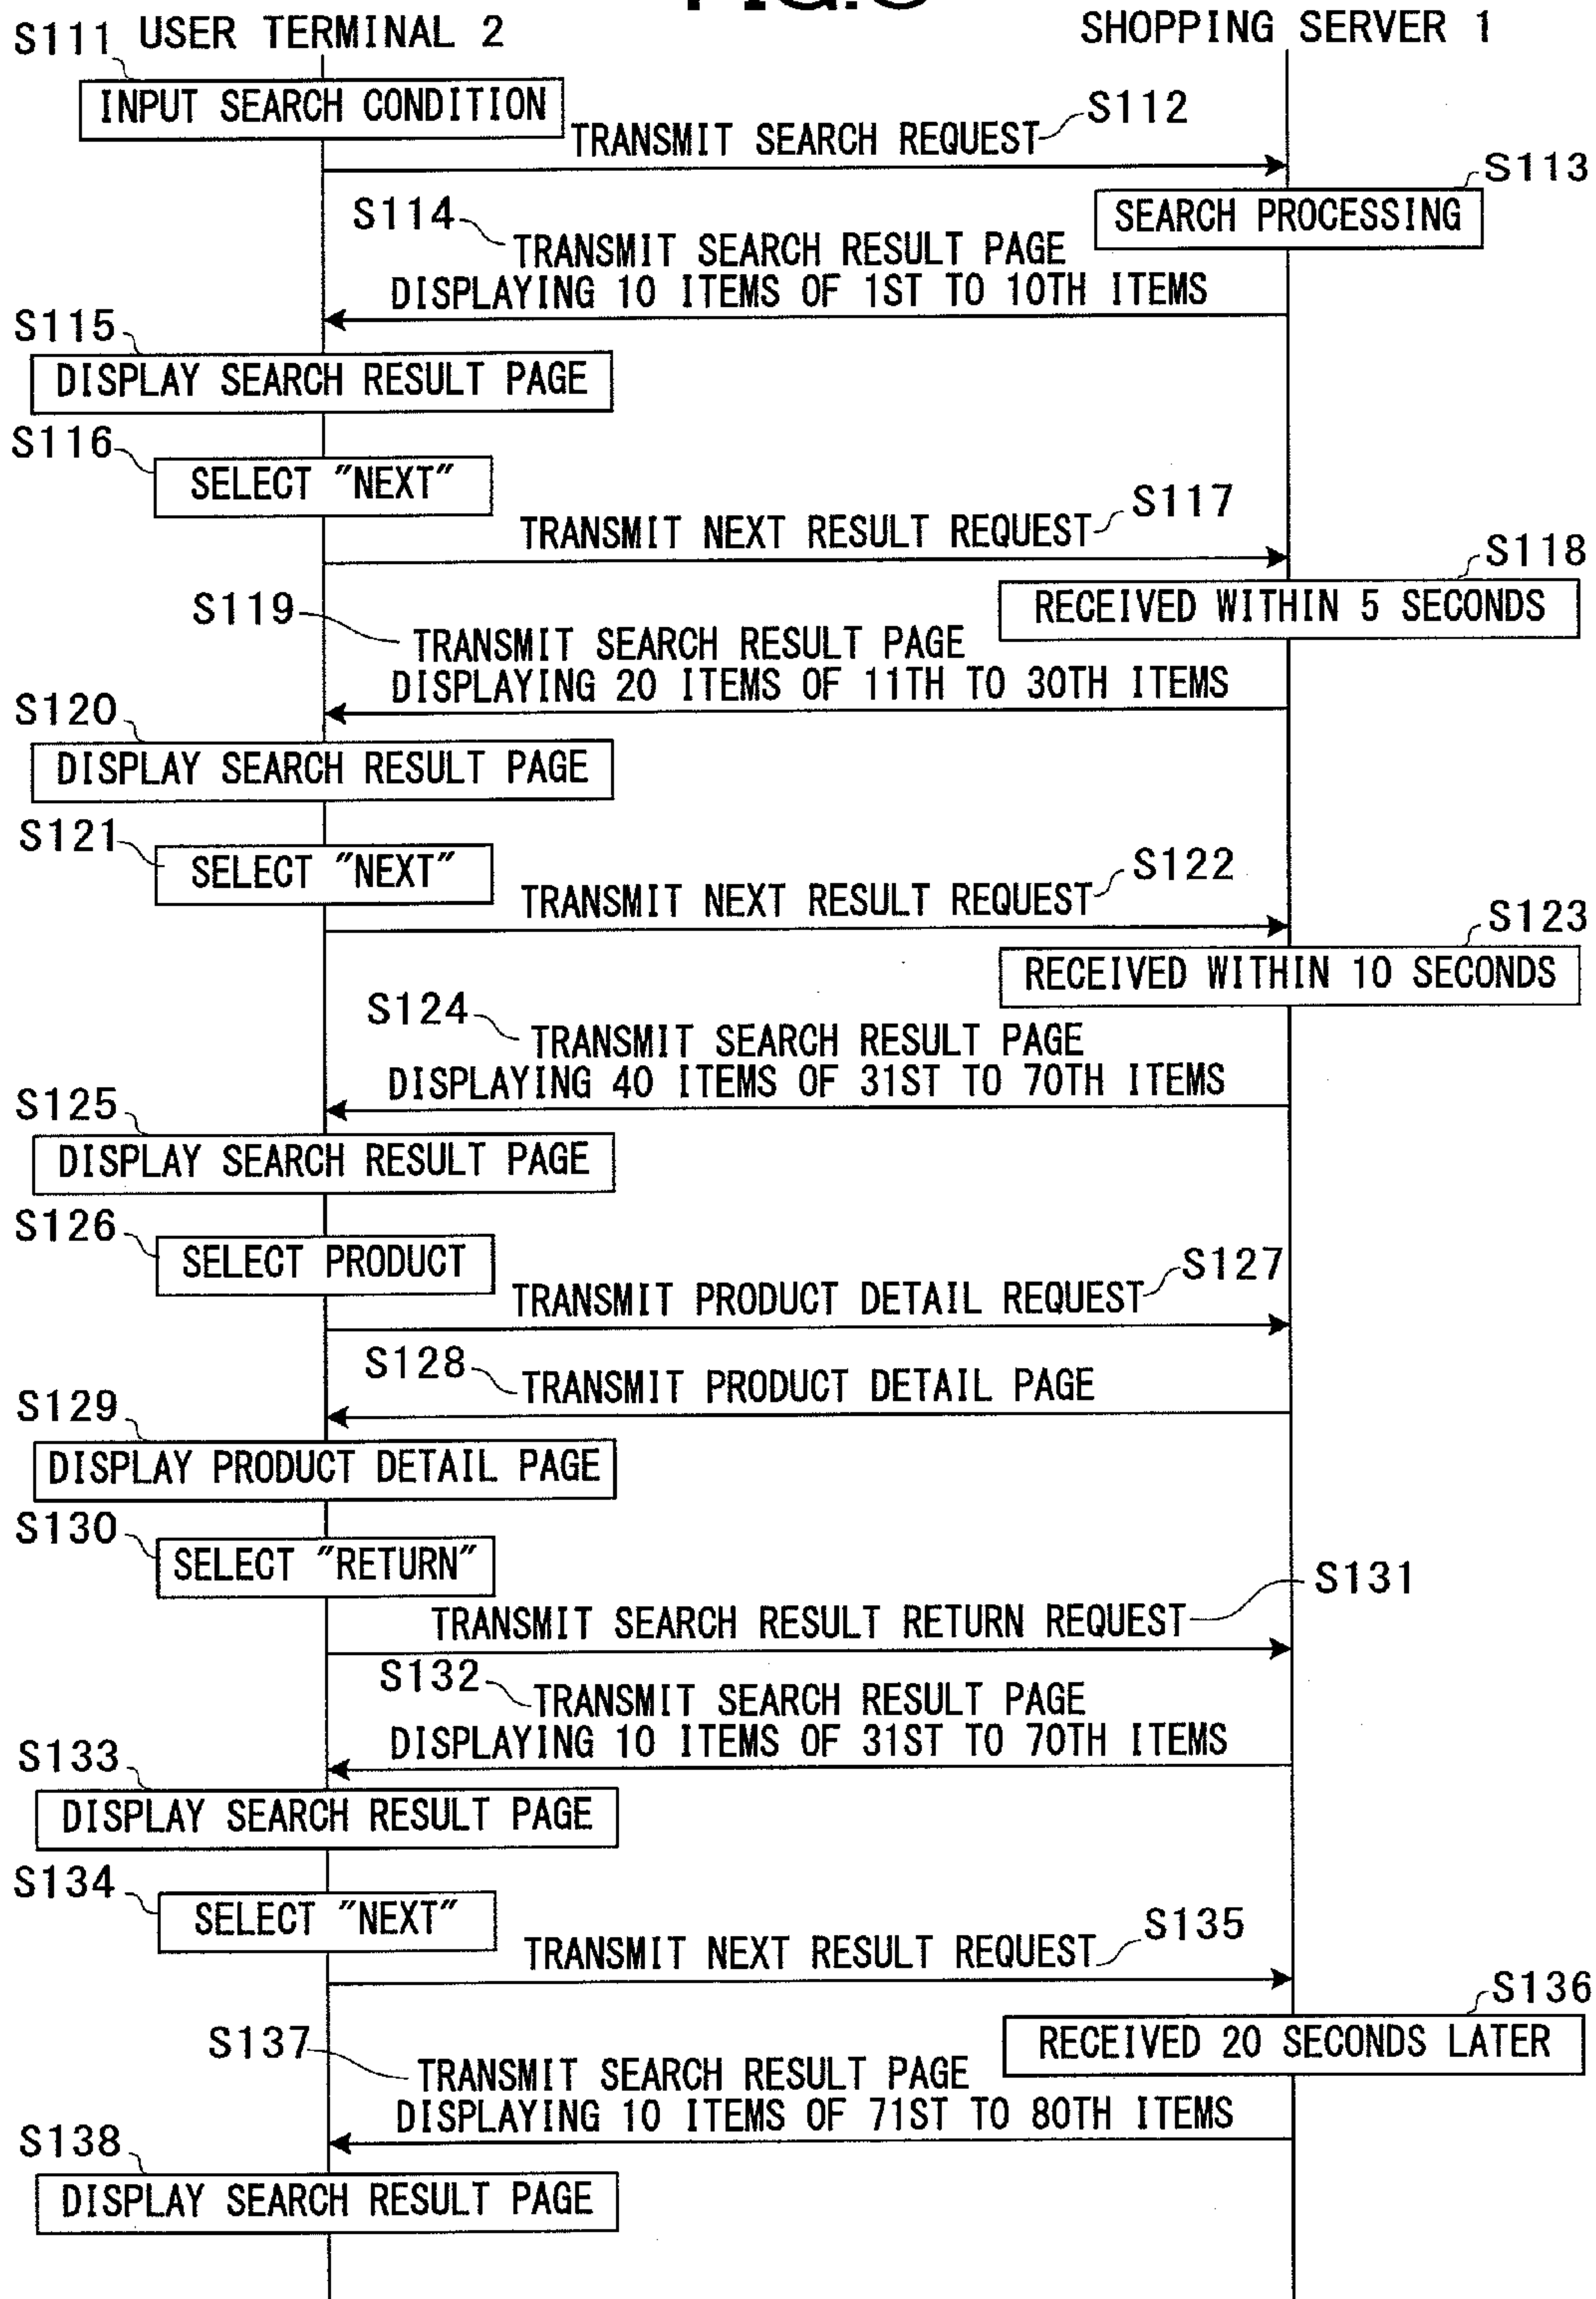 USER TERMINAL 2
SHOPPING SERVER 1
S111
INPUT SEARCH CONDITION
TRANSMIT SEARCH REQUEST
S112
S113
SEARCH PROCESSING
S114
TRANSMIT SEARCH RESULT PAGE
DISPLAYING 10 ITEMS OF 1ST TO 10TH ITEMS
S115
DISPLAY SEARCH RESULT PAGE
S116
SELECT "NEXT"
TRANSMIT NEXT RESULT REQUEST
S117
S118
RECEIVED WITHIN 5 SECONDS
S119
TRANSMIT SEARCH RESULT PAGE
DISPLAYING 20 ITEMS OF 11TH TO 30TH ITEMS
S120
DISPLAY SEARCH RESULT PAGE
S121
SELECT "NEXT"
TRANSMIT NEXT RESULT REQUEST
S122
S123
RECEIVED WITHIN 10 SECONDS
S124
TRANSMIT SEARCH RESULT PAGE
DISPLAYING 40 ITEMS OF 31ST TO 70TH ITEMS
S125
DISPLAY SEARCH RESULT PAGE
S126
SELECT PRODUCT
TRANSMIT PRODUCT DETAIL REQUEST
S127
S128
TRANSMIT PRODUCT DETAIL PAGE
S129
DISPLAY PRODUCT DETAIL PAGE
S130
SELECT "RETURN"
S131
TRANSMIT SEARCH RESULT RETURN REQUEST
S132
TRANSMIT SEARCH RESULT PAGE
DISPLAYING 10 ITEMS OF 31ST TO 70TH ITEMS
S133
DISPLAY SEARCH RESULT PAGE
S134
SELECT "NEXT"
TRANSMIT NEXT RESULT REQUEST
S135
S136
RECEIVED 20 SECONDS LATER
S137
TRANSMIT SEARCH RESULT PAGE
DISPLAYING 10 ITEMS OF 71ST TO 80TH ITEMS
S138
DISPLAY SEARCH RESULT PAGE